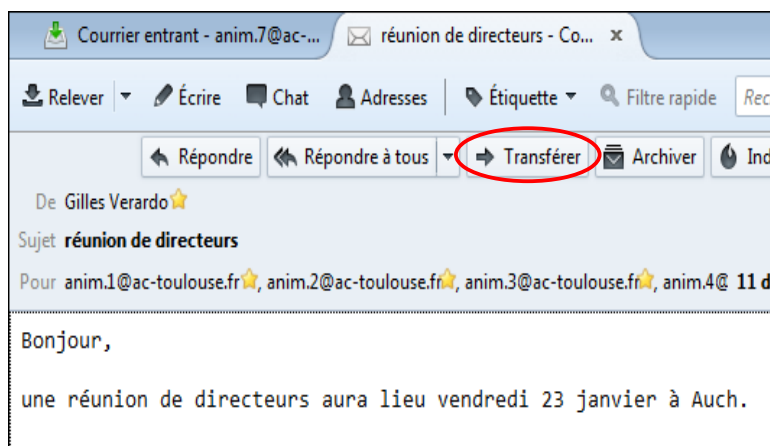 Courrier entrant - anim.7@ac-... réunion de directeurs - Co... x
Relever Écrire Chat Adresses Étiquette Filtre rapide Rec
Répondre Répondre à tous Transférer Archiver Ind
De Gilles Verardo
Sujet réunion de directeurs
Pour anim.1@ac-toulouse.fr, anim.2@ac-toulouse.fr, anim.3@ac-toulouse.fr, anim.4@ 11 d
Bonjour,
une réunion de directeurs aura lieu vendredi 23 janvier à Auch.